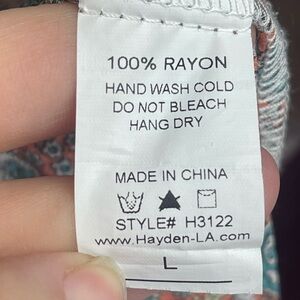 100% RAYON
HAND WASH COLD
DO NOT BLEACH
HANG DRY
MADE IN CHINA
STYLE# H3122
www.Hayden-LA.com
L